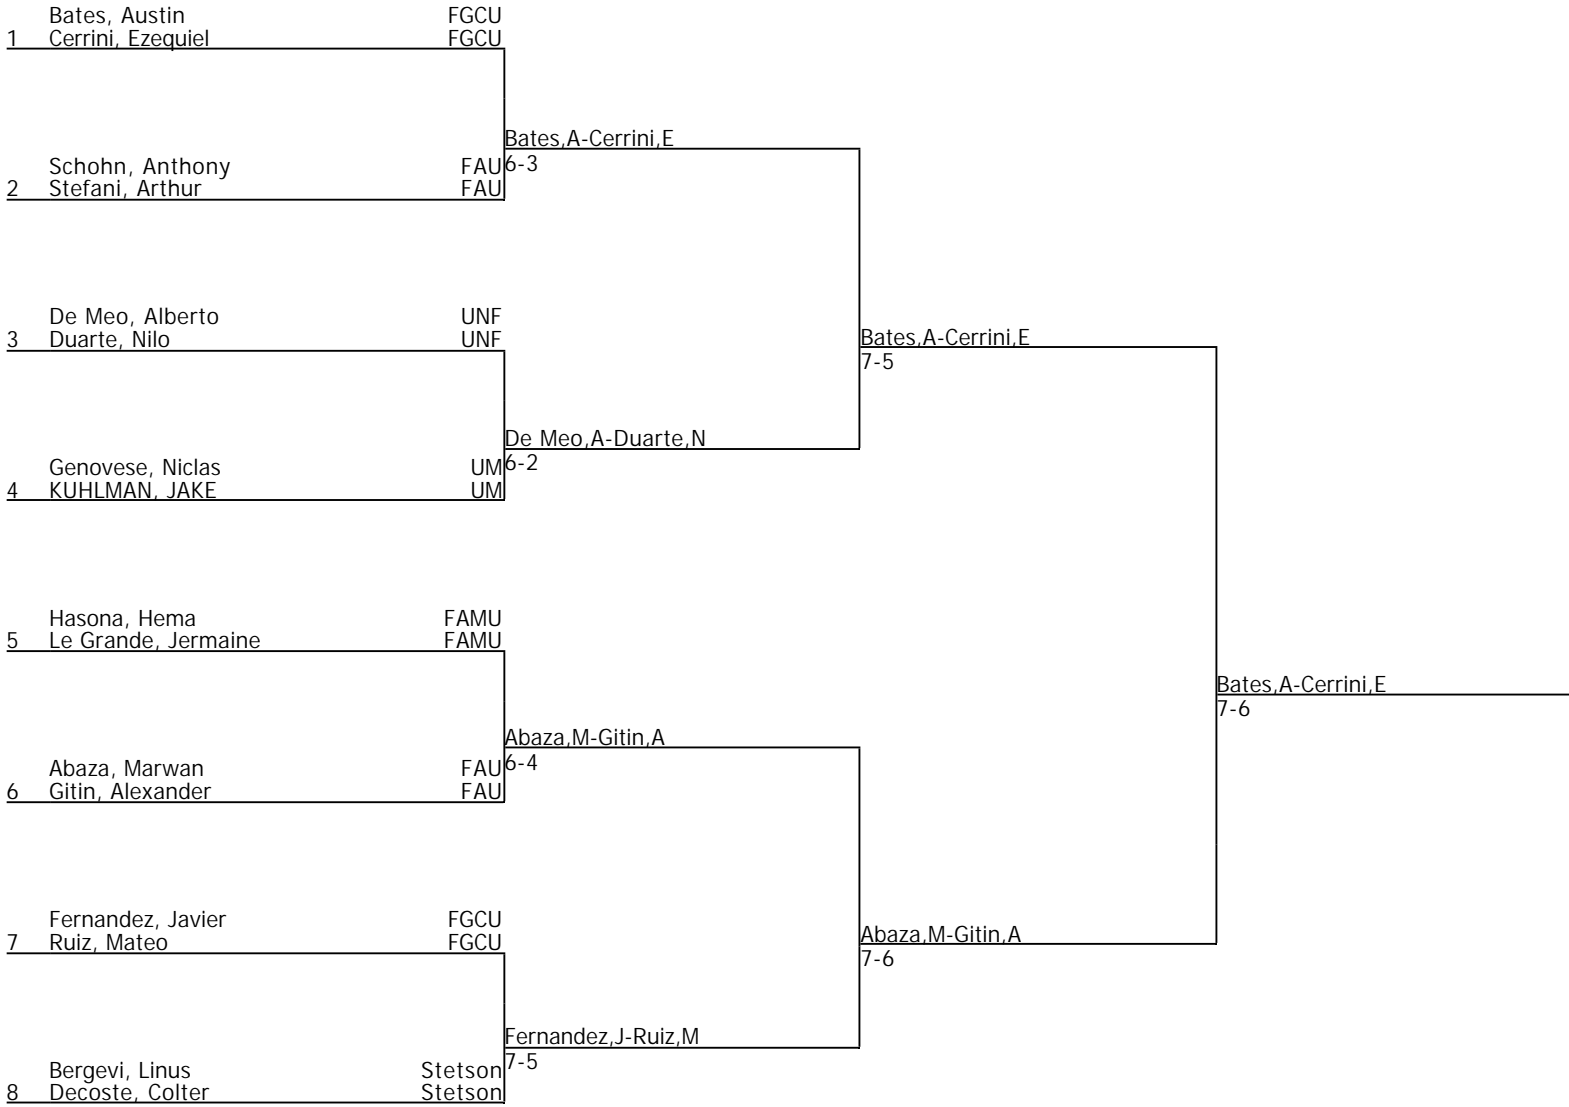 Bates, Austin FGCU
1 Cerrini, Ezequiel FGCU
Bates,A-Cerrini,E
6-3
Schohn, Anthony FAU
2 Stefani, Arthur FAU
De Meo, Alberto UNF
3 Duarte, Nilo UNF
Bates,A-Cerrini,E
7-5
De Meo,A-Duarte,N
6-2
Genovese, Niclas UM
4 KUHLMAN, JAKE UM
Hasona, Hema FAMU
5 Le Grande, Jermaine FAMU
Bates,A-Cerrini,E
7-6
Abaza,M-Gitin,A
6-4
Abaza, Marwan FAU
6 Gitin, Alexander FAU
Fernandez, Javier FGCU
7 Ruiz, Mateo FGCU
Abaza,M-Gitin,A
7-6
Fernandez,J-Ruiz,M
7-5
Bergevi, Linus Stetson
8 Decoste, Colter Stetson